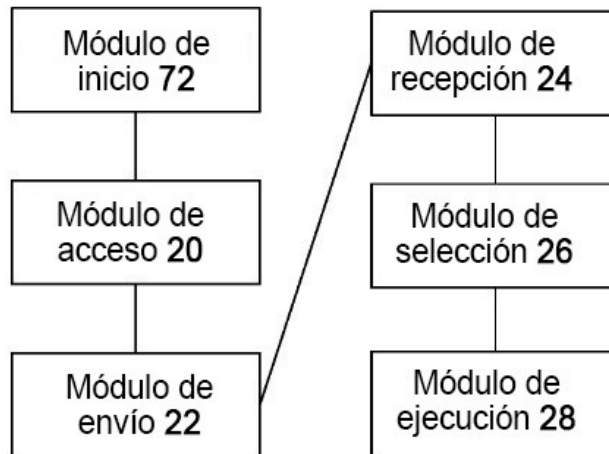 Módulo de
inicio 72
Módulo de
acceso 20
Módulo de
envío 22
Módulo de
recepción 24
Módulo de
selección 26
Módulo de
ejecución 28